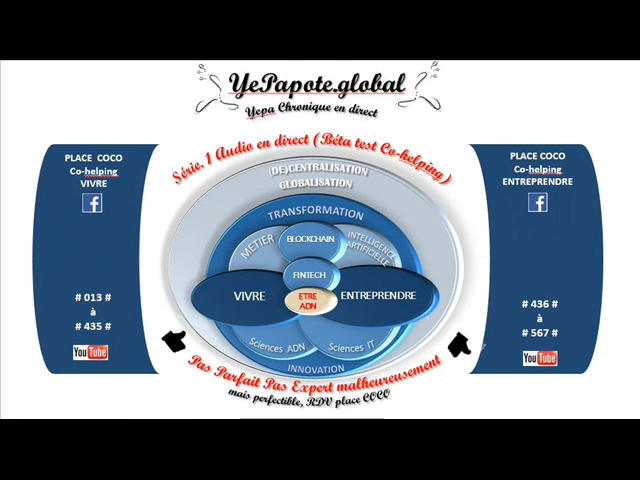 YePapote.global
Yepa Chronique en direct
Série, 1 Audio en direct (Béta test Co-helping)
PLACE COCO
Co-helping
VIVRE
# 013 #
à
# 435 #
YouTube
(DE)CENTRALISATION
GLOBALISATION
TRANSFORMATION
METIER
BLOCKCHAIN
INTELLIGENCE
ARTIFICIELLE
FINTECH
VIVRE
ETRE
ADN
ENTREPRENDRE
Sciences ADN
Sciences IT
INNOVATION
PLACE COCO
Co-helping
ENTREPRENDRE
# 436 #
à
# 567 #
YouTube
Pas Parfait Pas Expert malheureusement
mais perfectible, RDV place COCO